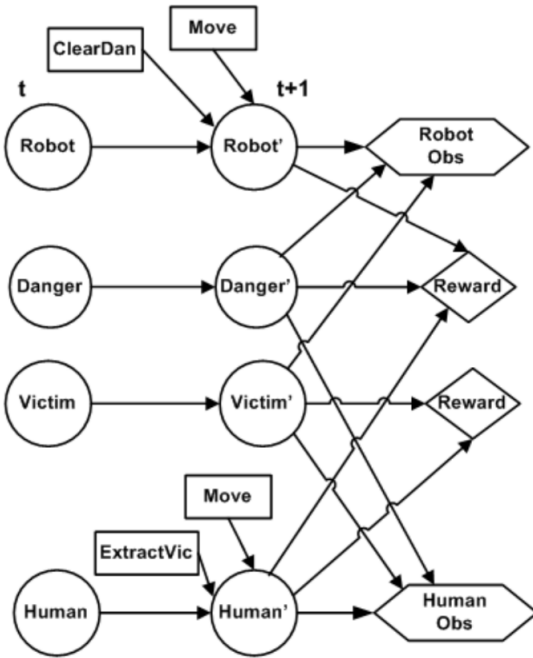 Move
ClearDan
t
t+1
Robot
Robot'
Robot
Obs
Danger
Danger'
Reward
Victim
Victim'
Reward
Move
ExtractVic
Human
Human'
Human
Obs